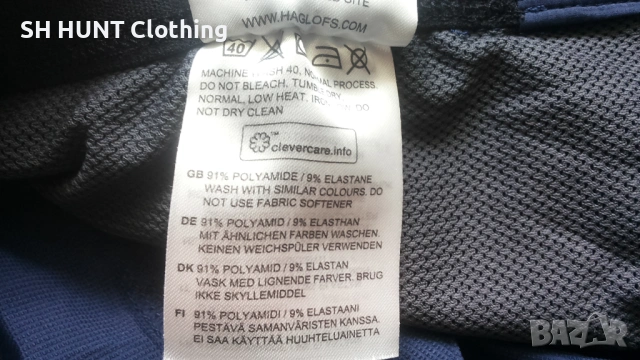 SH HUNT Clothing
SITE
WWW.HAGLOFS.COM
40
MACHINE WASH 40, NORMAL PROCESS
DO NOT BLEACH. TUMBLE DRY
NORMAL, LOW HEAT. IRON LOW. DO
NOT DRY CLEAN
™
clevercare.info
GB 91% POLYAMIDE / 9% ELASTANE
WASH WITH SIMILAR COLOURS. DO
NOT USE FABRIC SOFTENER
DE 91% POLYAMID / 9% ELASTHAN
MIT ÄHNLICHEN FARBEN WASCHEN.
KEINEN WEICHSPÜLER VERWENDEN
DK 91% POLYAMID / 9% ELASTAN
VASK MED LIGNENDE FARVER. BRUG
IKKE SKYLLEMIDDEL
FI 91% POLYAMIDI / 9% ELASTAANI
PESTÄVÄ SAMANVÄRISTEN KANSSA.
EI SAA KÄYTTÄÄ HUUHTELUAINETTA
BAZAR.bg